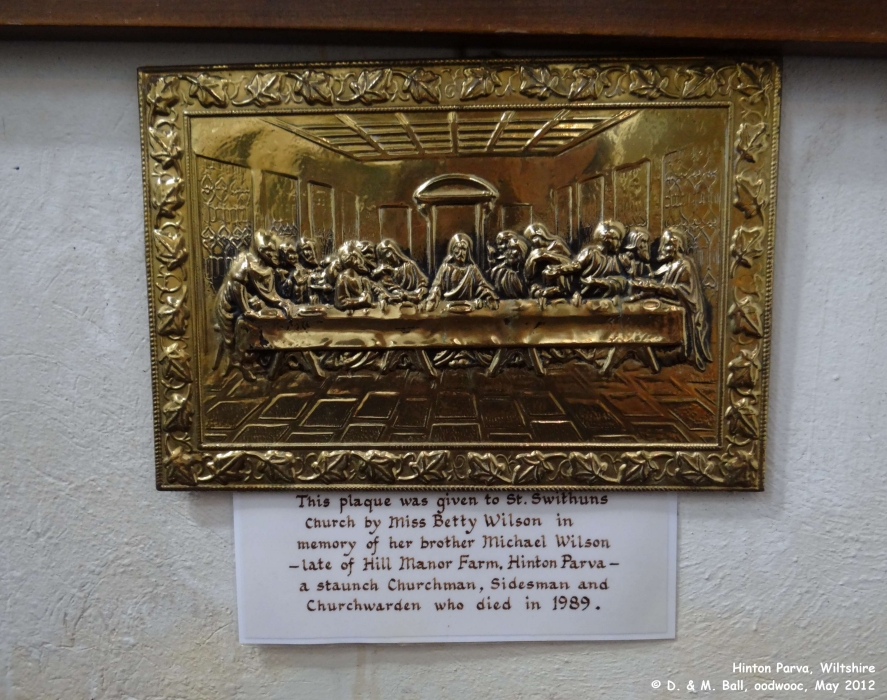 This plaque was given to St. Swithuns
Church by Miss Betty Wilson in
memory of her brother Michael Wilson
– late of Hill Manor Farm, Hinton Parva –
a staunch Churchman, Sidesman and
Churchwarden who died in 1989.
Hinton Parva, Wiltshire
© D. & M. Ball, oodwooc, May 2012